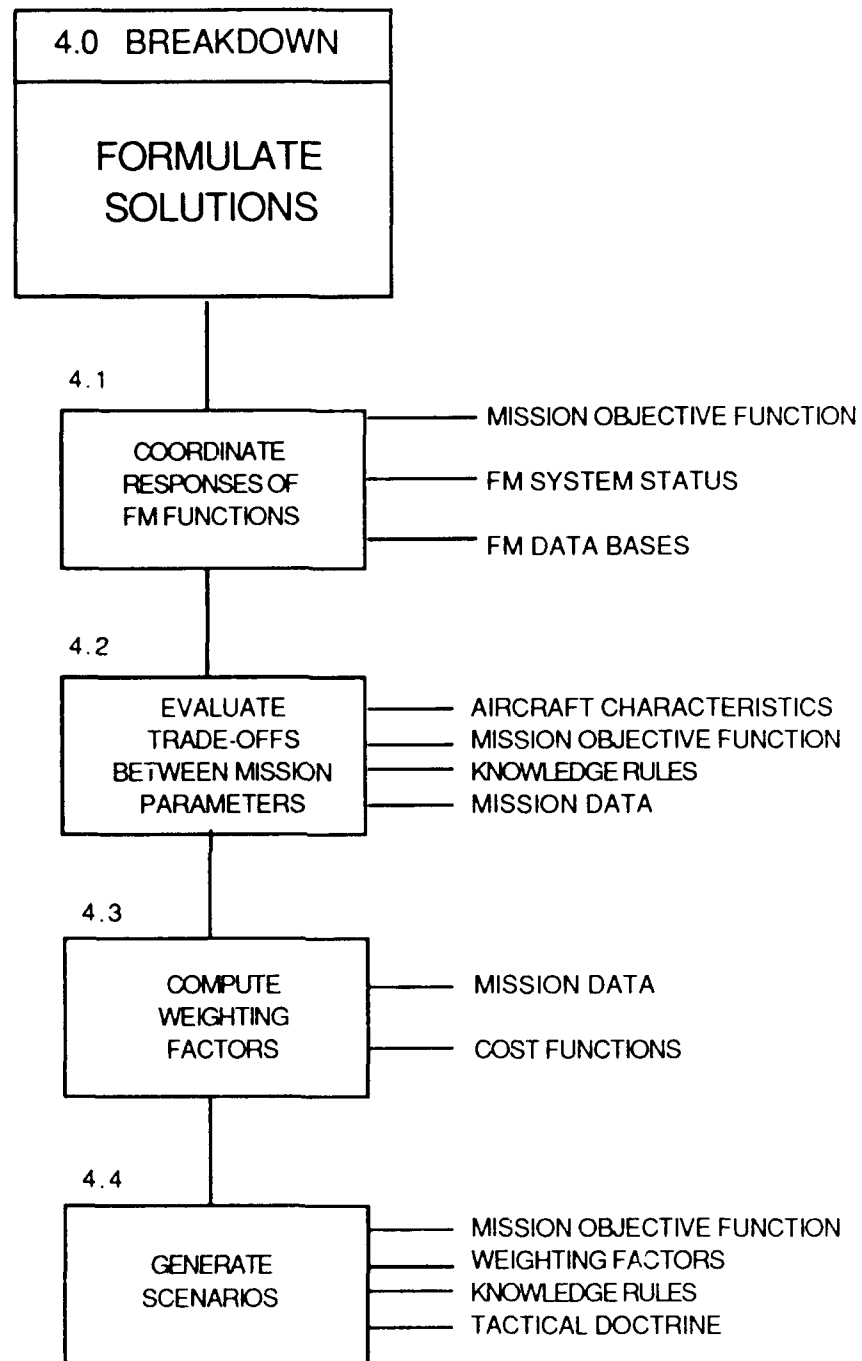 4.0 BREAKDOWN
FORMULATE
SOLUTIONS
4.1
COORDINATE
RESPONSES OF
FM FUNCTIONS
MISSION OBJECTIVE FUNCTION
FM SYSTEM STATUS
FM DATA BASES
4.2
EVALUATE
TRADE-OFFS
BETWEEN MISSION
PARAMETERS
AIRCRAFT CHARACTERISTICS
MISSION OBJECTIVE FUNCTION
KNOWLEDGE RULES
MISSION DATA
4.3
COMPUTE
WEIGHTING
FACTORS
MISSION DATA
COST FUNCTIONS
4.4
GENERATE
SCENARIOS
MISSION OBJECTIVE FUNCTION
WEIGHTING FACTORS
KNOWLEDGE RULES
TACTICAL DOCTRINE